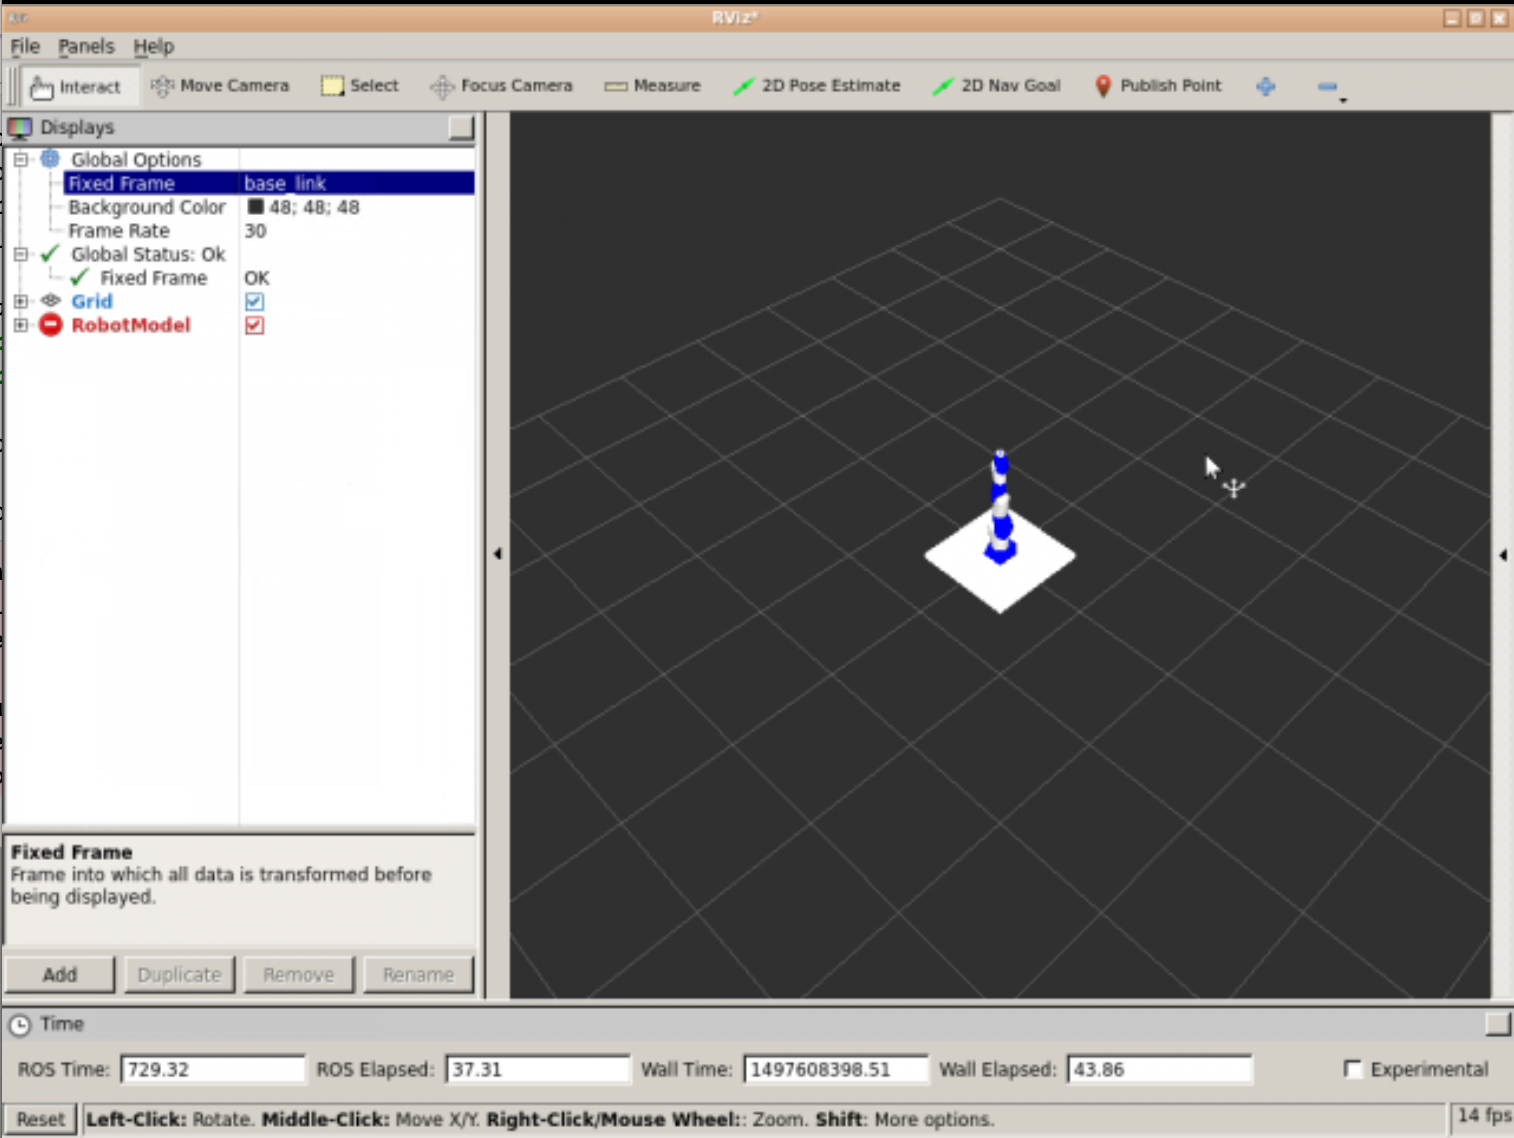 RViz*
File Panels Help
Interact Move Camera Select Focus Camera Measure 2D Pose Estimate 2D Nav Goal Publish Point
Displays
Global Options
Fixed Frame base_link
Background Color 48; 48; 48
Frame Rate 30
Global Status: Ok
Fixed Frame OK
Grid
RobotModel
Fixed Frame
Frame into which all data is transformed before
being displayed.
Add Duplicate Remove Rename
Time
ROS Time: 729.32 ROS Elapsed: 37.31 Wall Time: 1497608398.51 Wall Elapsed: 43.86 Experimental
Reset Left-Click: Rotate. Middle-Click: Move X/Y. Right-Click/Mouse Wheel:: Zoom. Shift: More options. 14 fps